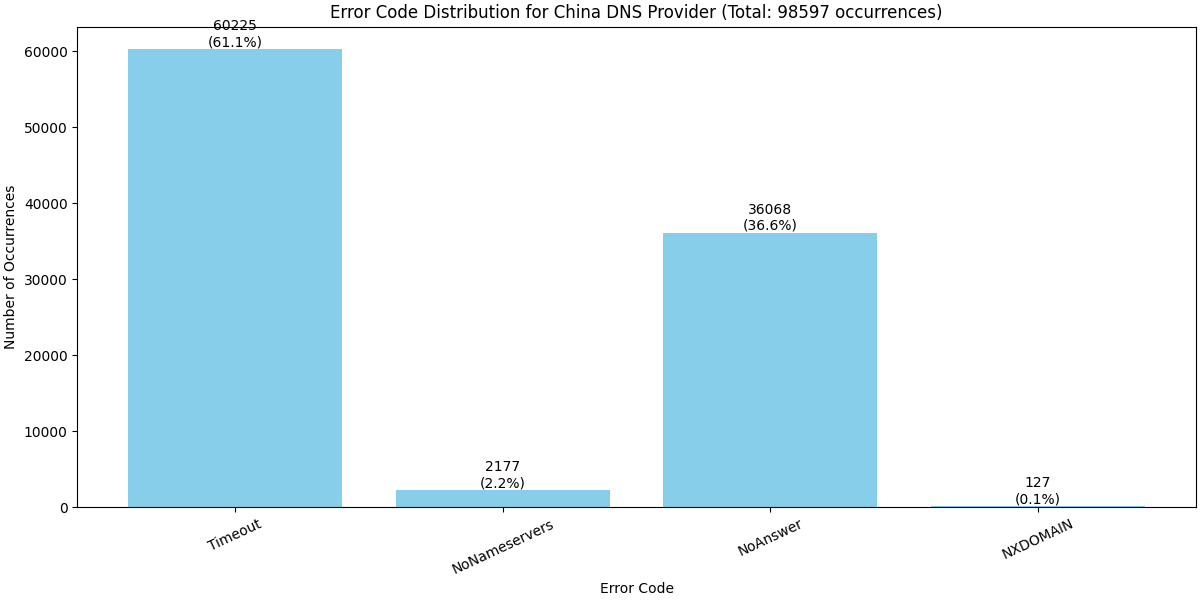 Error Code Distribution for China DNS Provider (Total: 98597 occurrences)
60225
(61.1%)
2177
(2.2%)
36068
(36.6%)
127
(0.1%)
60000
50000
40000
30000
20000
10000
0
Number of Occurrences
Timeout
NoNameservers
NoAnswer
NXDOMAIN
Error Code